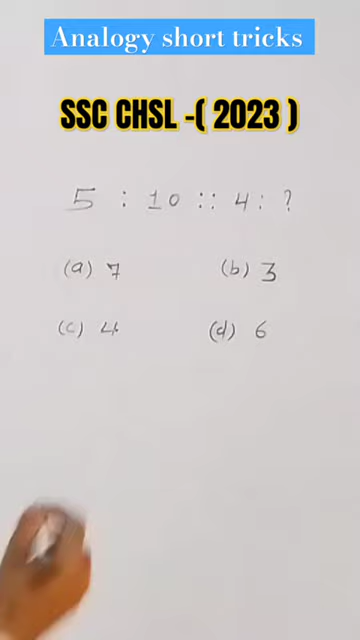 Analogy short tricks
SSC CHSL -( 2023 )
5 : 10 :: 4 : ?
(a) 7 (b) 3
(c) 4 (d) 6